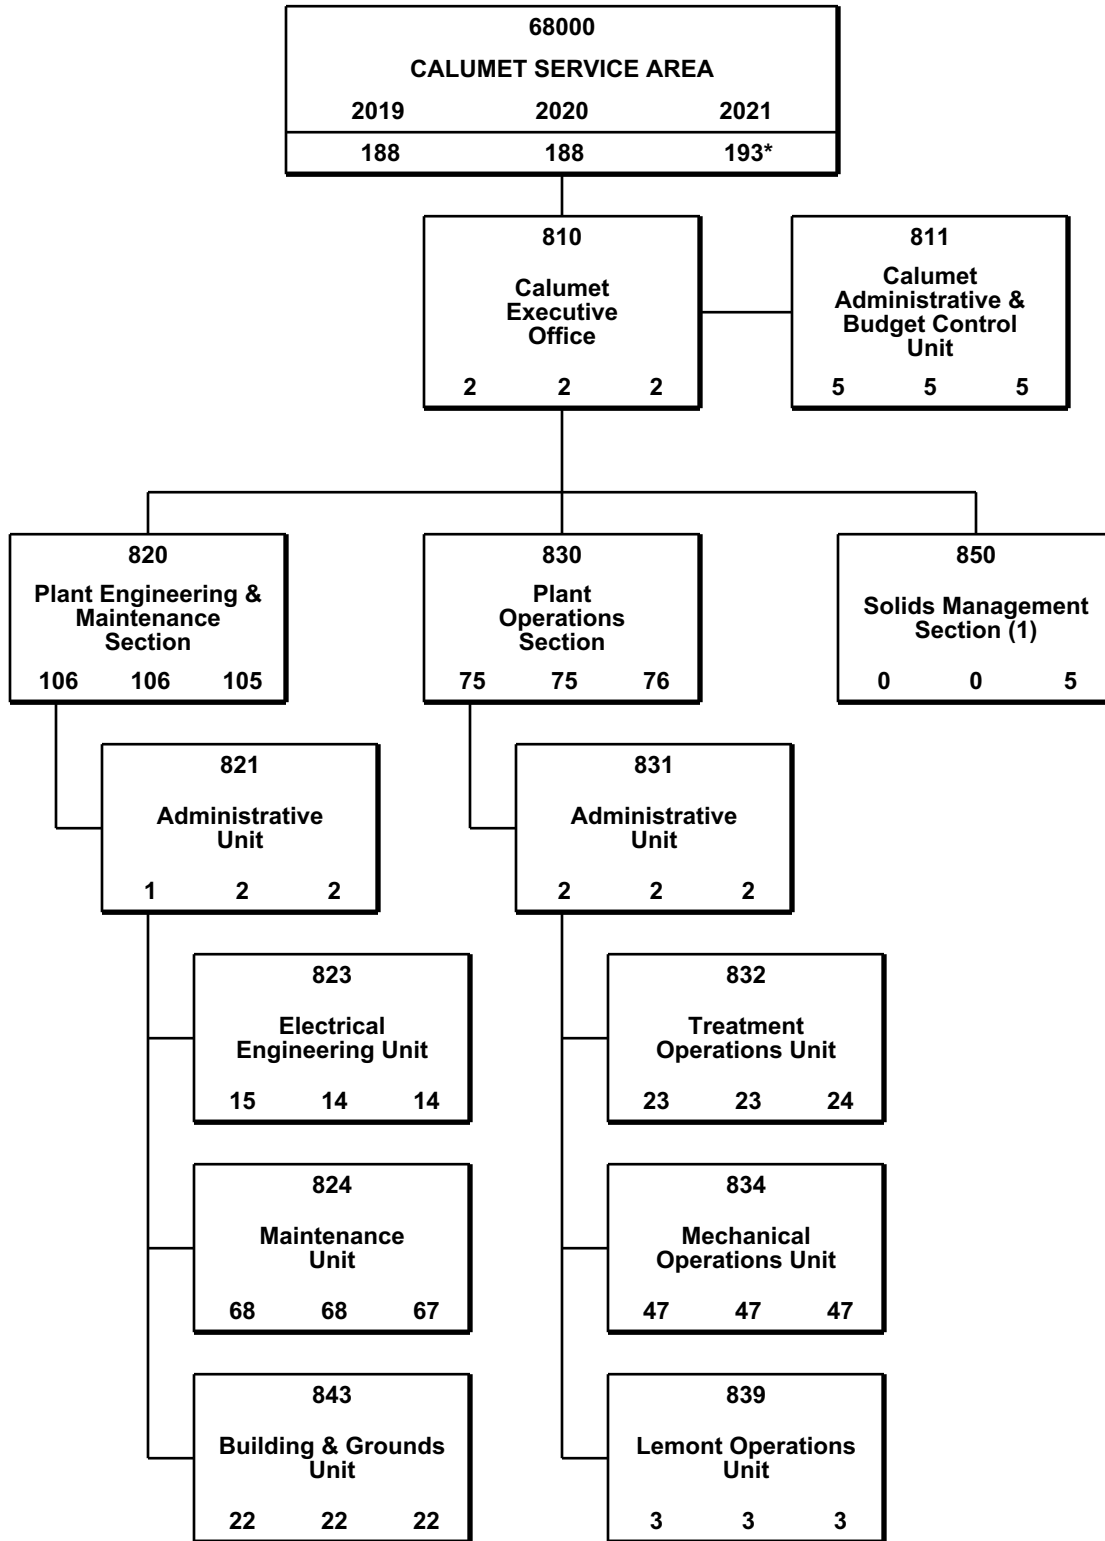 68000
CALUMET SERVICE AREA
2019 2020 2021
188 188 193*
810
Calumet
Executive
Office
2 2 2
811
Calumet
Administrative &
Budget Control
Unit
5 5 5
820
Plant Engineering &
Maintenance
Section
106 106 105
830
Plant
Operations
Section
75 75 76
850
Solids Management
Section (1)
0 0 5
821
Administrative
Unit
1 2 2
831
Administrative
Unit
2 2 2
823
Electrical
Engineering Unit
15 14 14
832
Treatment
Operations Unit
23 23 24
824
Maintenance
Unit
68 68 67
834
Mechanical
Operations Unit
47 47 47
843
Building & Grounds
Unit
22 22 22
839
Lemont Operations
Unit
3 3 3